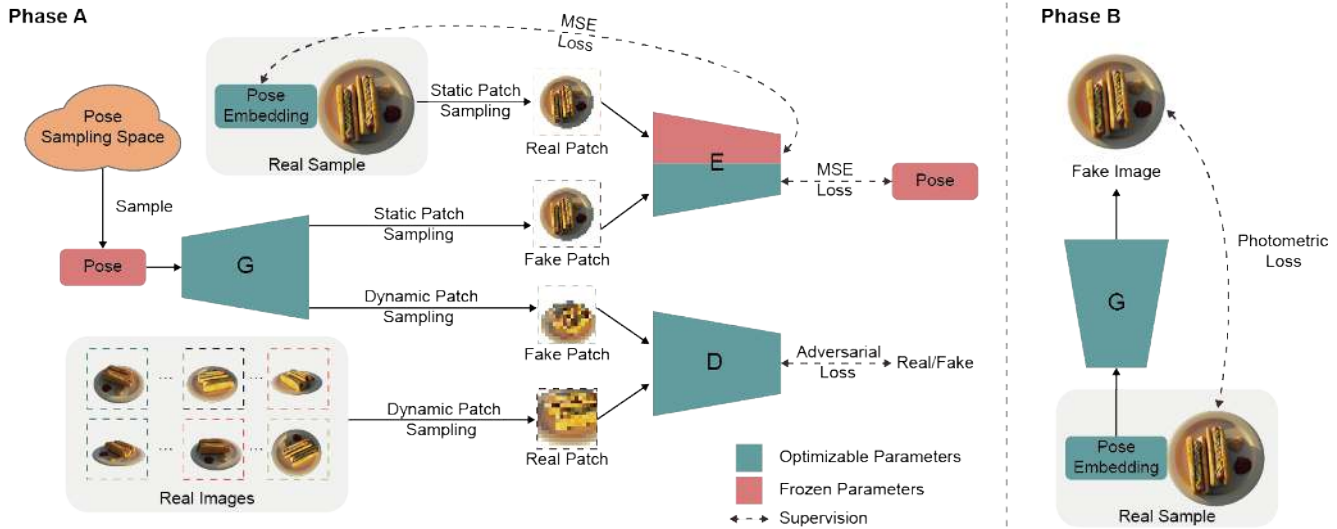 Phase A
Phase B
MSE
Loss
Pose
Sampling Space
Pose
Embedding
Real Sample
Static Patch
Sampling
Real Patch
E
MSE
Loss
Pose
Sample
Pose
G
Static Patch
Sampling
Fake Patch
Dynamic Patch
Sampling
Fake Patch
D
Adversarial
Loss
Real/Fake
Dynamic Patch
Sampling
Real Patch
... ...
... ...
Real Images
Optimizable Parameters
Frozen Parameters
Supervision
Fake Image
Photometric
Loss
G
Pose
Embedding
Real Sample